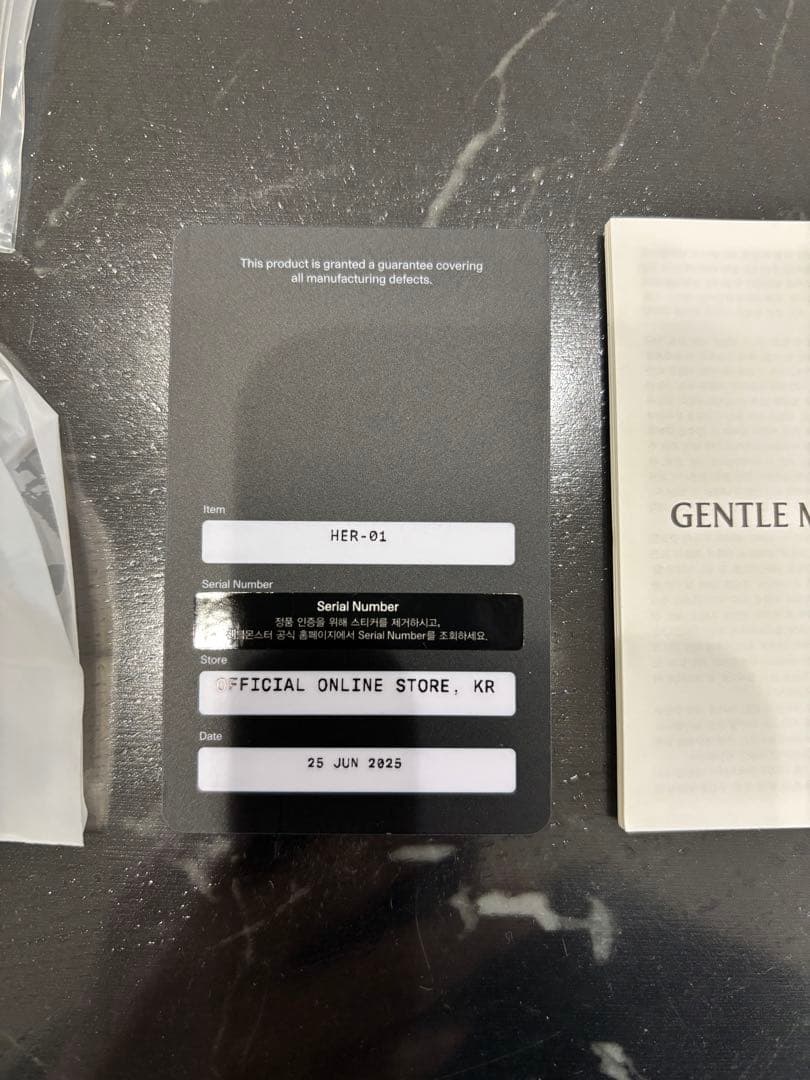 This product is granted a guarantee covering
all manufacturing defects.
Item
HER-01
Serial Number
Serial Number
정품 인증을 위해 스티커를 제거하시고,
공식 홈페이지에서 Serial Number를 조회하세요.
Store
OFFICIAL ONLINE STORE, KR
Date
25 JUN 2025
GENTLE M